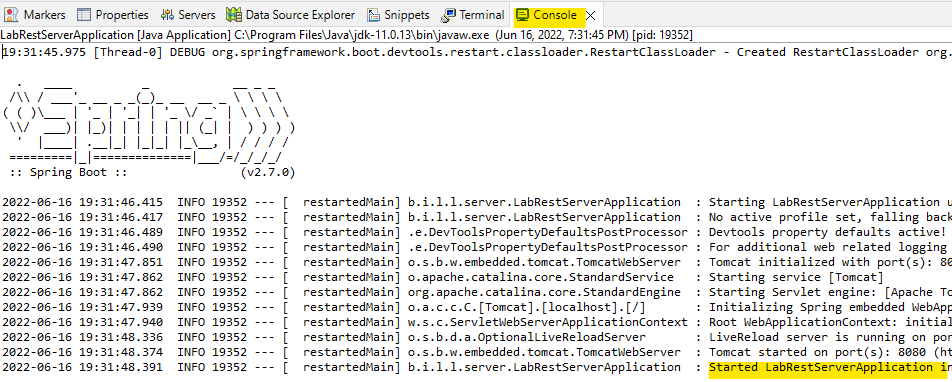 Markers Properties Servers Data Source Explorer Snippets Terminal Console
LabRestServerApplication [Java Application] C:\Program Files\Java\jdk-11.0.13\bin\javaw.exe (Jun 16, 2022, 7:31:45 PM) [pid: 19352]
19:31:45.975 [Thread-0] DEBUG org.springframework.boot.devtools.restart.classloader.RestartClassLoader - Created RestartClassLoader org.
  .   ____          _            __ _ _
 /\\ / ___'_ __ _ _(_)_ __  __ _ \ \ \ \
( ( )\___ | '_ | '_| | '_ \/ _` | \ \ \ \
 \\/  ___)| |_)| | | | | || (_| |  ) ) ) )
  '  |____| .__|_| |_|_| |_\__, | / / / /
 =========|_|==============|___/=/_/_/_/
 :: Spring Boot ::                (v2.7.0)
2022-06-16 19:31:46.415  INFO 19352 --- [  restartedMain] b.i.l.l.server.LabRestServerApplication  : Starting LabRestServerApplication u
2022-06-16 19:31:46.417  INFO 19352 --- [  restartedMain] b.i.l.l.server.LabRestServerApplication  : No active profile set, falling back
2022-06-16 19:31:46.489  INFO 19352 --- [  restartedMain] .e.DevToolsPropertyDefaultsPostProcessor : Devtools property defaults active!
2022-06-16 19:31:46.490  INFO 19352 --- [  restartedMain] .e.DevToolsPropertyDefaultsPostProcessor : For additional web related logging
2022-06-16 19:31:47.851  INFO 19352 --- [  restartedMain] o.s.b.w.embedded.tomcat.TomcatWebServer  : Tomcat initialized with port(s): 80
2022-06-16 19:31:47.862  INFO 19352 --- [  restartedMain] o.apache.catalina.core.StandardService   : Starting service [Tomcat]
2022-06-16 19:31:47.862  INFO 19352 --- [  restartedMain] org.apache.catalina.core.StandardEngine  : Starting Servlet engine: [Apache To
2022-06-16 19:31:47.939  INFO 19352 --- [  restartedMain] o.a.c.c.C.[Tomcat].[localhost].[/]       : Initializing Spring embedded WebApp
2022-06-16 19:31:47.940  INFO 19352 --- [  restartedMain] w.s.c.ServletWebServerApplicationContext : Root WebApplicationContext: initial
2022-06-16 19:31:48.336  INFO 19352 --- [  restartedMain] o.s.b.d.a.OptionalLiveReloadServer       : LiveReload server is running on por
2022-06-16 19:31:48.374  INFO 19352 --- [  restartedMain] o.s.b.w.embedded.tomcat.TomcatWebServer  : Tomcat started on port(s): 8080 (ht
2022-06-16 19:31:48.391  INFO 19352 --- [  restartedMain] b.i.l.l.server.LabRestServerApplication  : Started LabRestServerApplication in